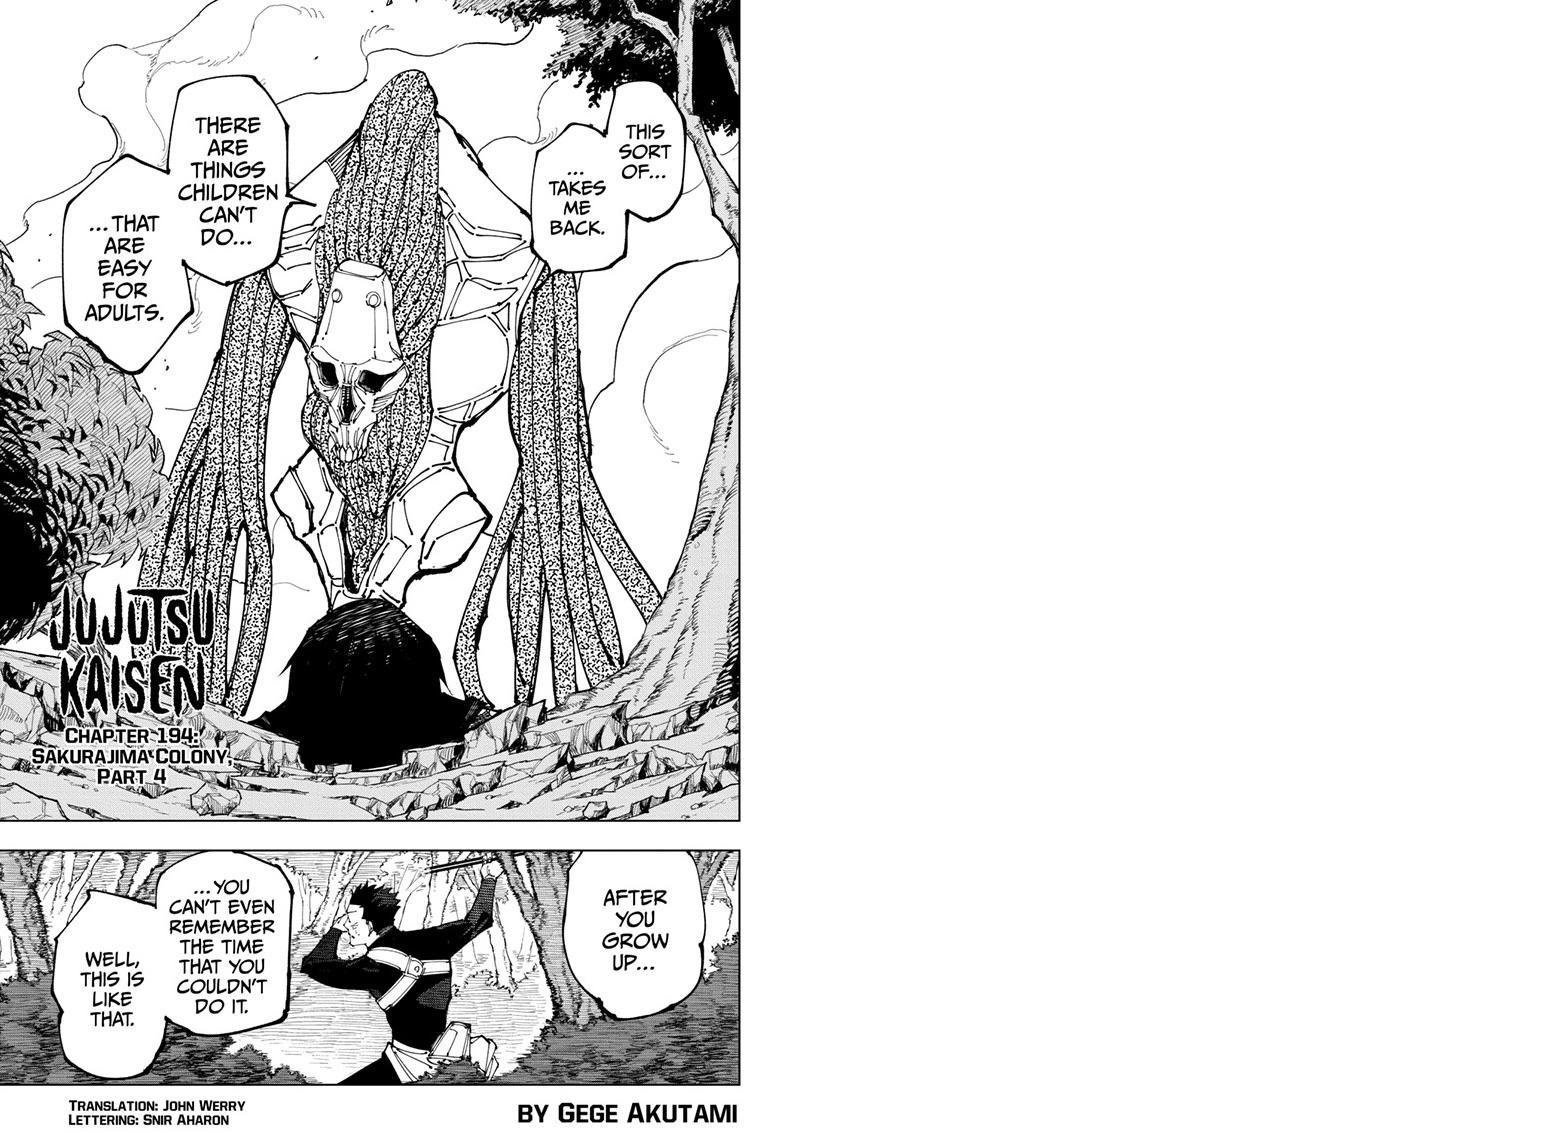 THIS
SORT
OF...
...
TAKES
ME
BACK.
THERE
ARE
THINGS
CHILDREN
CAN'T
DO...
...THAT
ARE
EASY
FOR
ADULTS.
JUJUTSU
KAISEN
CHAPTER 194:
SAKURAJIMA COLONY,
PART 4
AFTER
YOU
GROW
UP...
...YOU
CAN'T EVEN
REMEMBER
THE TIME
THAT YOU
COULDN'T
DO IT.
WELL,
THIS IS
LIKE
THAT.
TRANSLATION: JOHN WERRY
LETTERING: SNIR AHARON
BY GEGE AKUTAMI